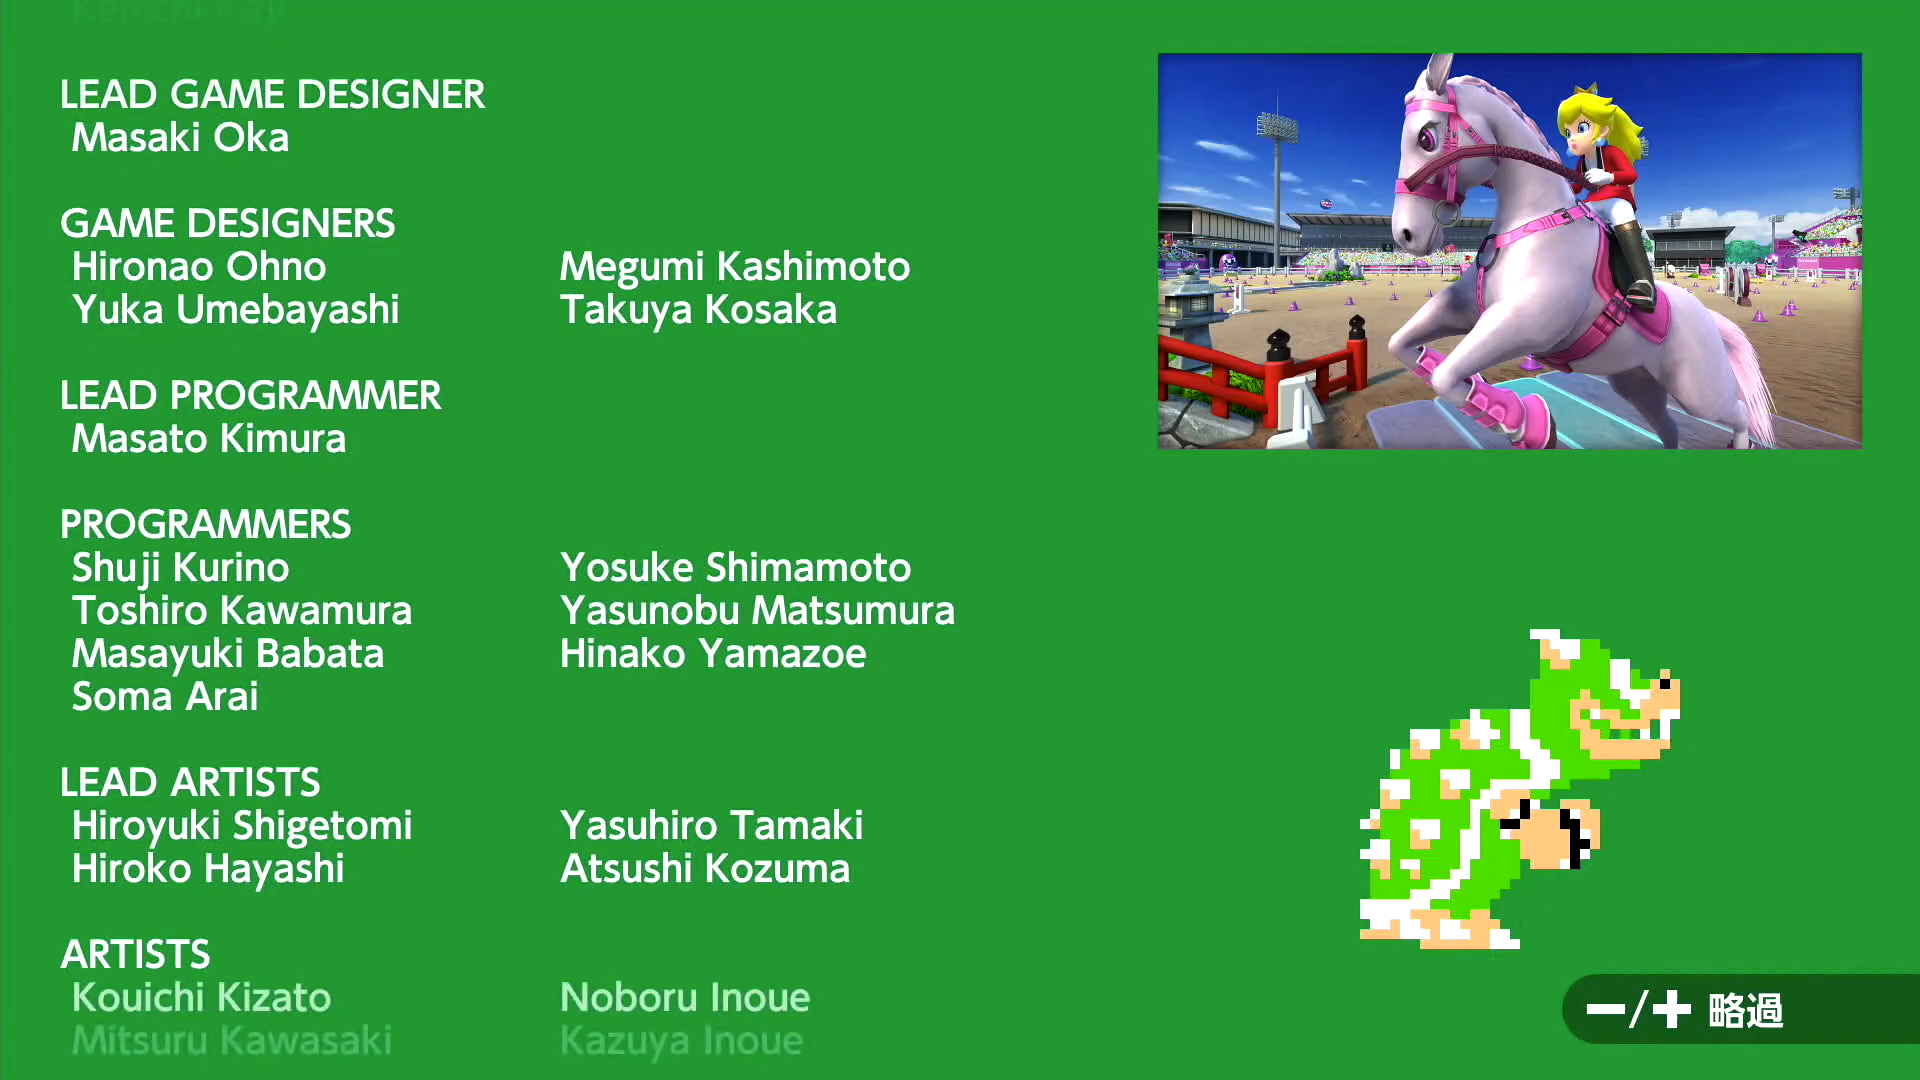 LEAD GAME DESIGNER
Masaki Oka
GAME DESIGNERS
Hironao Ohno Megumi Kashimoto
Yuka Umebayashi Takuya Kosaka
LEAD PROGRAMMER
Masato Kimura
PROGRAMMERS
Shuji Kurino Yosuke Shimamoto
Toshiro Kawamura Yasunobu Matsumura
Masayuki Babata Hinako Yamazoe
Soma Arai
LEAD ARTISTS
Hiroyuki Shigetomi Yasuhiro Tamaki
Hiroko Hayashi Atsushi Kozuma
ARTISTS
Kouichi Kizato Noboru Inoue
Mitsuru Kawasaki Kazuya Inoue
−/+ 略過